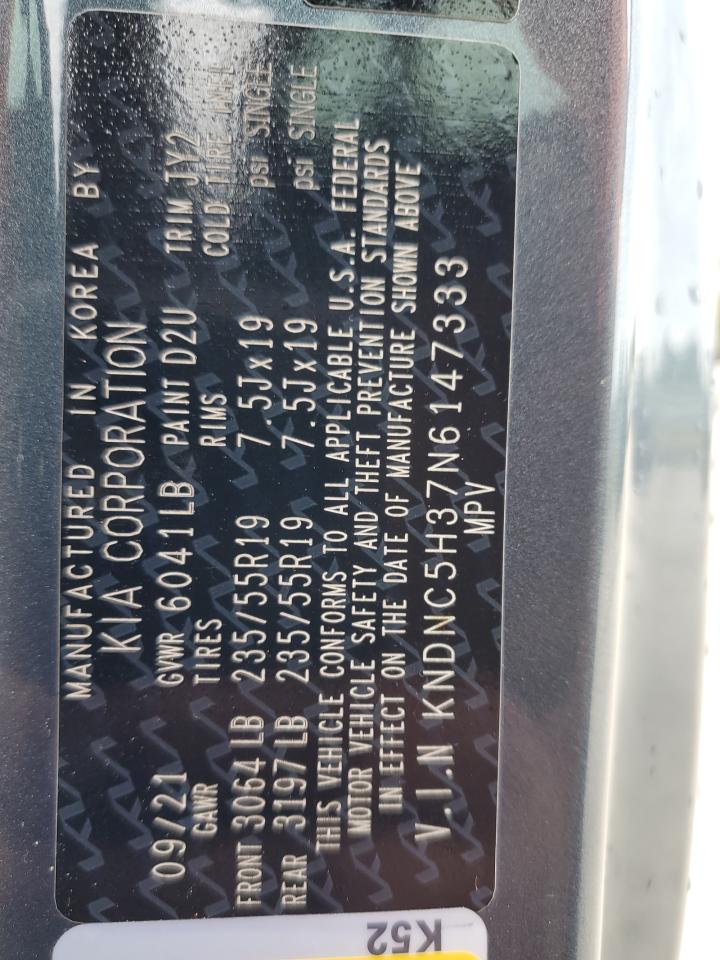 MANUFACTURED IN KOREA BY
KIA CORPORATION
09/21 GVWR 6041LB PAINT D2U TRIM JY2
GAWR TIRES RIMS COLD TIRE INFL
FRONT 3064LB 235/55R19 7.5Jx19 psi SINGLE
REAR 3197LB 235/55R19 7.5Jx19 psi SINGLE
THIS VEHICLE CONFORMS TO ALL APPLICABLE U.S.A. FEDERAL
MOTOR VEHICLE SAFETY AND THEFT PREVENTION STANDARDS
IN EFFECT ON THE DATE OF MANUFACTURE SHOWN ABOVE
V.I.N KNDNC5H37N6147333
MPV
K52